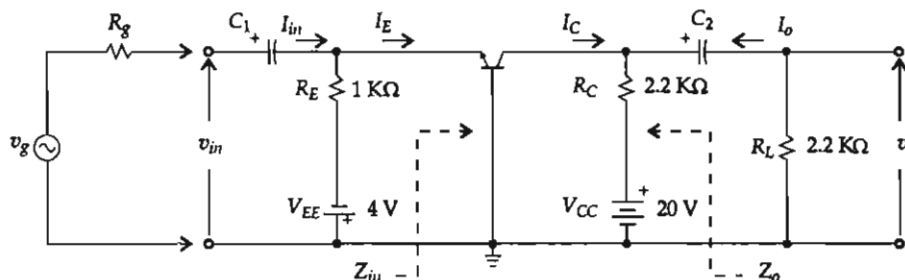 R_g
C_1
+
I_in
I_E
I_C
C_2
+
I_o
R_E
1 KΩ
R_C
2.2 KΩ
v_g
v_in
R_L
2.2 KΩ
v
V_EE
+
4 V
V_CC
+
20 V
Z_in
Z_o